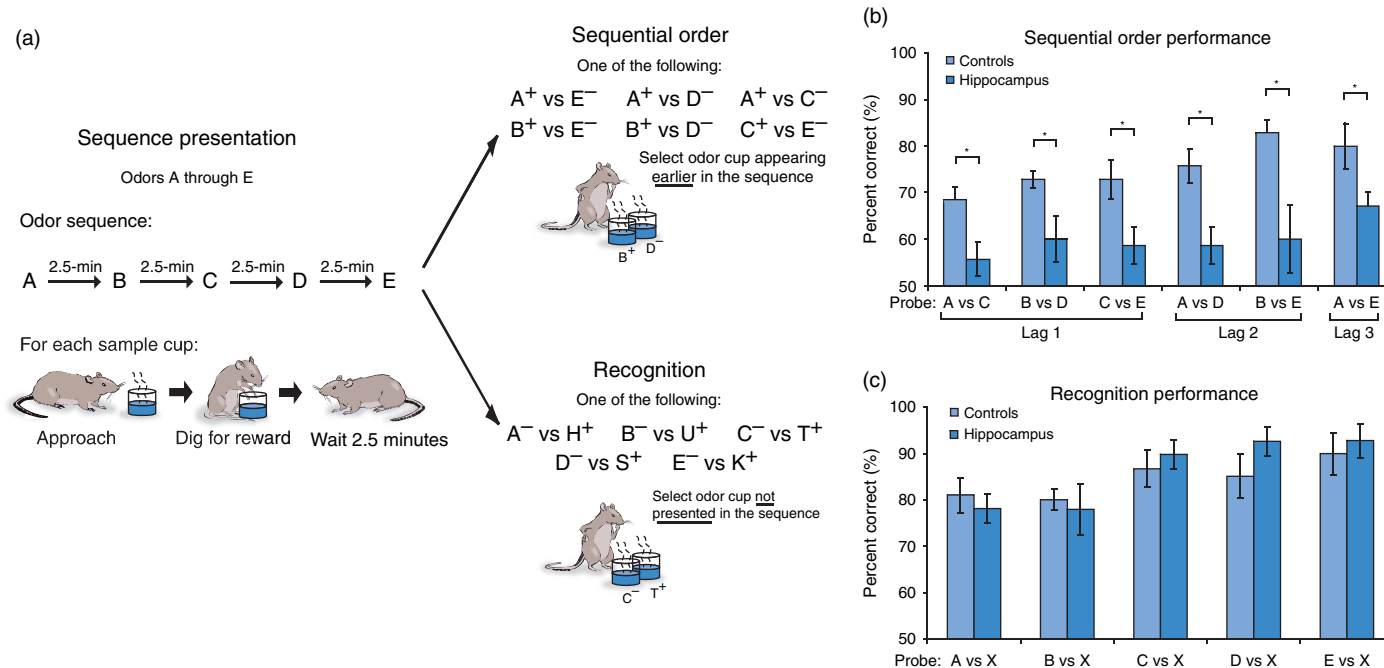 (a)
Sequence presentation
Odors A through E
Odor sequence:
A 2.5-min B 2.5-min C 2.5-min D 2.5-min E
For each sample cup:
Approach Dig for reward Wait 2.5 minutes
Sequential order
One of the following:
A+ vs E− A+ vs D− A+ vs C−
B+ vs E− B+ vs D− C+ vs E−
Select odor cup appearing
earlier in the sequence
B+ D−
Recognition
One of the following:
A− vs H+ B− vs U+ C− vs T+
D− vs S+ E− vs K+
Select odor cup not
presented in the sequence
C− T+
(b)
Sequential order performance
Controls
Hippocampus
Percent correct (%)
100
90
80
70
60
50
* * * * * *
Probe: A vs C B vs D C vs E A vs D B vs E A vs E
Lag 1 Lag 2 Lag 3
(c)
Recognition performance
Controls
Hippocampus
Percent correct (%)
100
90
80
70
60
50
Probe: A vs X B vs X C vs X D vs X E vs X